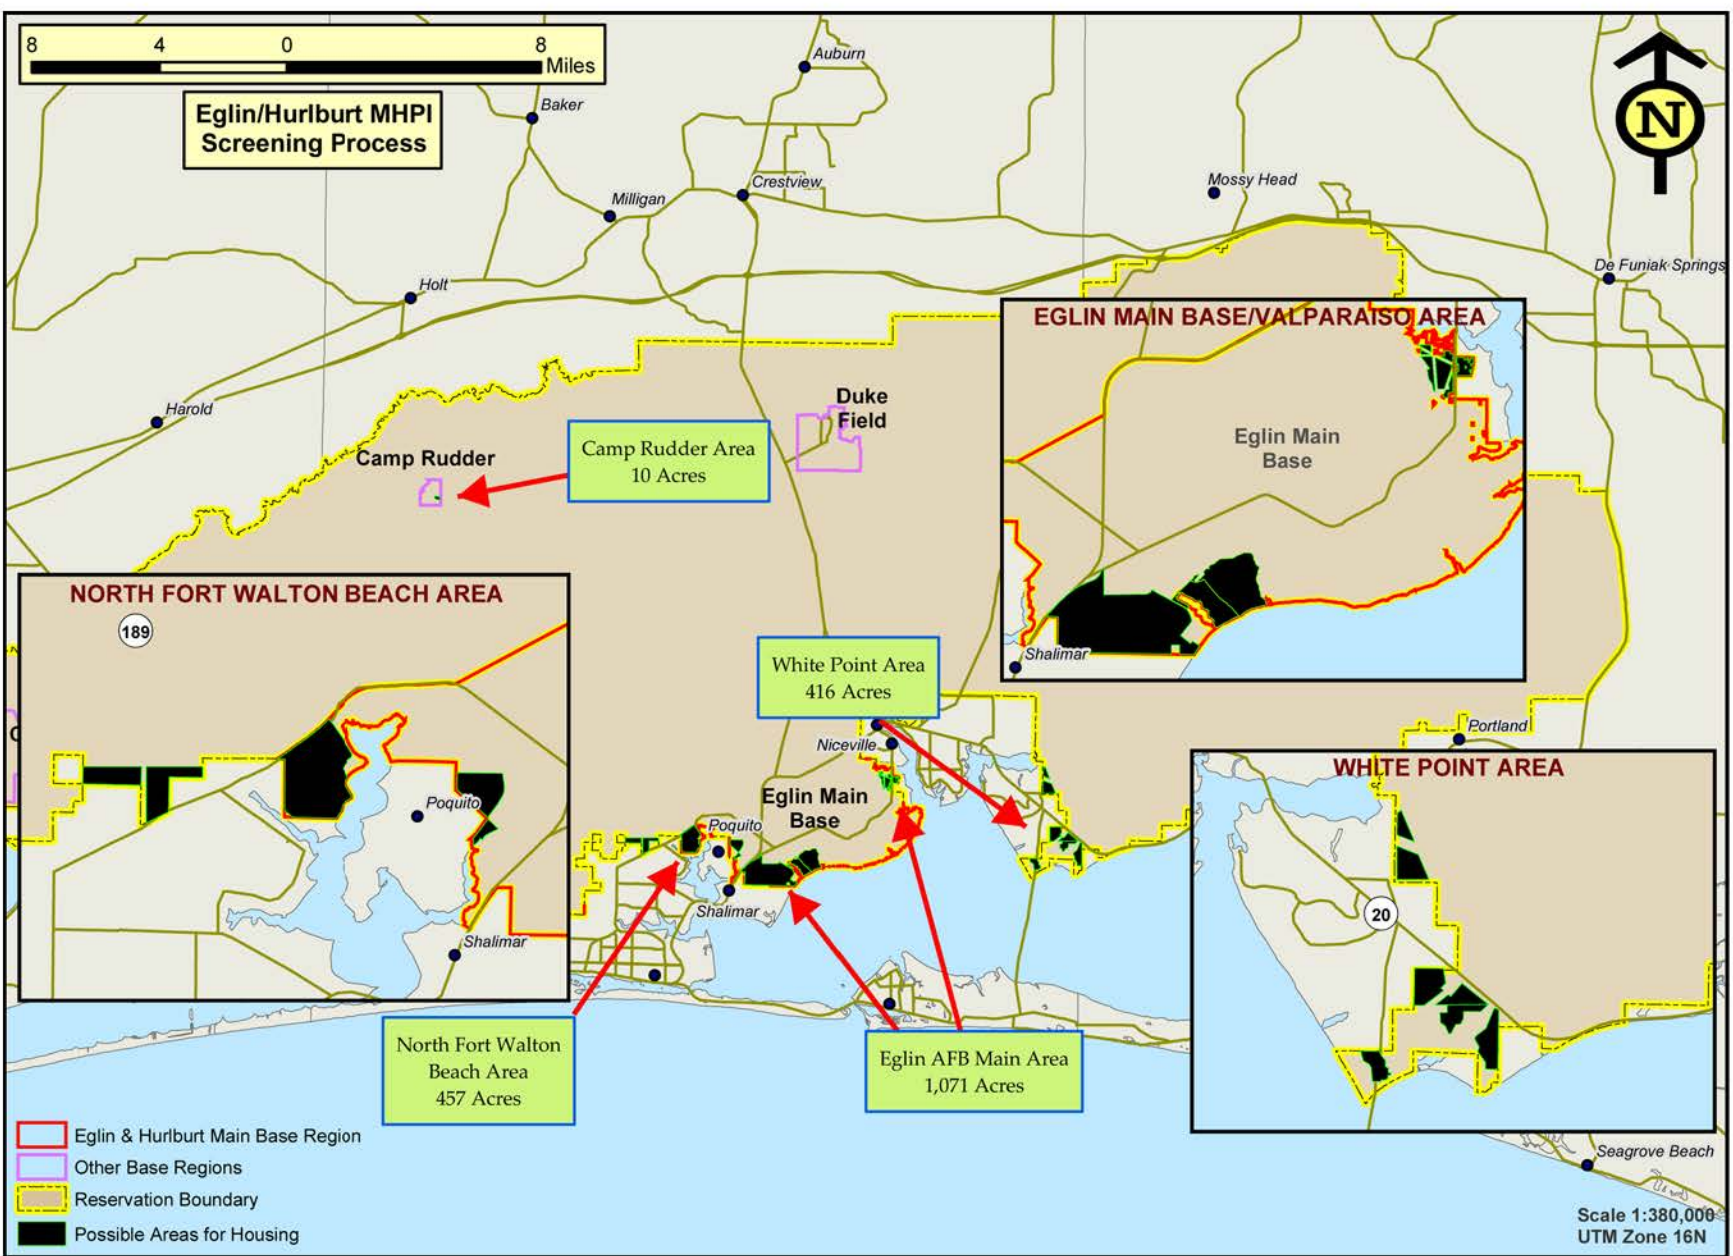 8 4 0 8
Miles
Eglin/Hurlburt MHPI
Screening Process
Auburn
Baker
Crestview
Milligan
Mossy Head
De Funiak Springs
Holt
Harold
N
EGLIN MAIN BASE/VALPARAISO AREA
Eglin Main
Base
Shalimar
Duke
Field
Camp Rudder
Camp Rudder Area
10 Acres
NORTH FORT WALTON BEACH AREA
189
Poquito
Shalimar
White Point Area
416 Acres
Niceville
Eglin Main
Base
Poquito
Shalimar
Portland
WHITE POINT AREA
20
North Fort Walton
Beach Area
457 Acres
Eglin AFB Main Area
1,071 Acres
Seagrove Beach
Eglin & Hurlburt Main Base Region
Other Base Regions
Reservation Boundary
Possible Areas for Housing
Scale 1:380,000
UTM Zone 16N